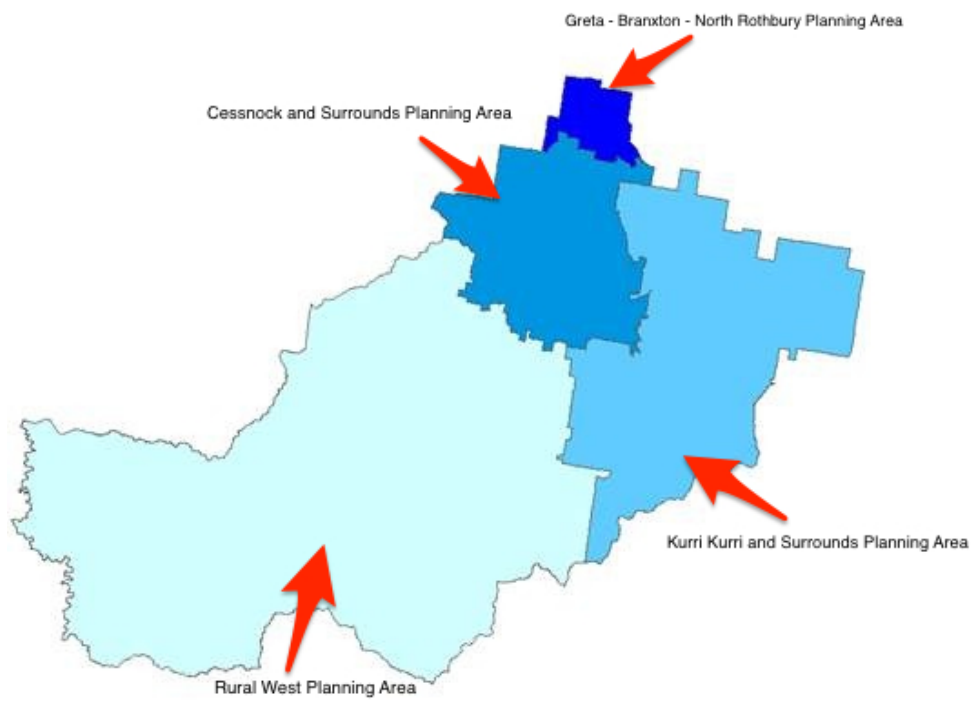 Greta - Branxton - North Rothbury Planning Area
Cessnock and Surrounds Planning Area
Kurri Kurri and Surrounds Planning Area
Rural West Planning Area